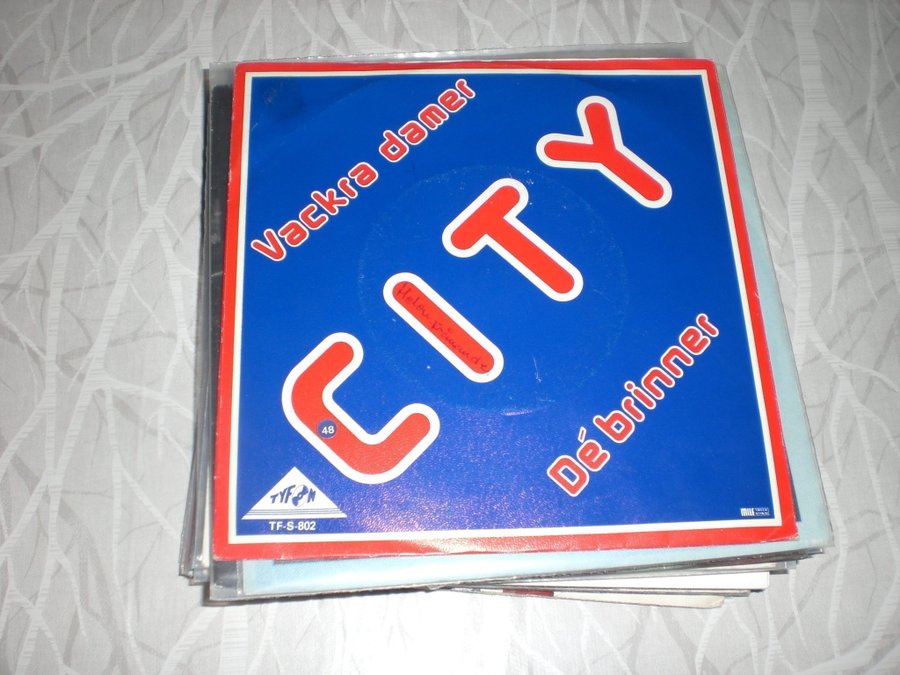 Vackra damer
CITY
48
Dé brinner
TYFON
TF-S-802